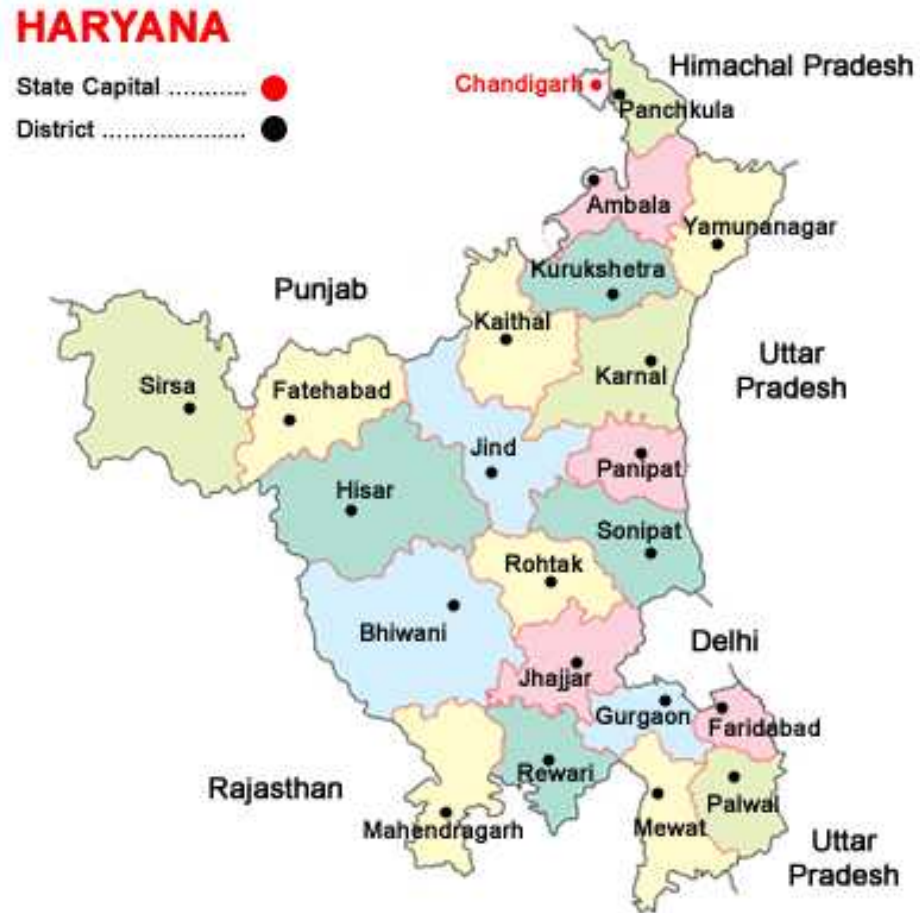 HARYANA
State Capital ...........
District ....................
Chandigarh
Himachal Pradesh
Panchkula
Ambala
Yamunanagar
Kurukshetra
Punjab
Kaithal
Uttar
Pradesh
Karnal
Sirsa
Fatehabad
Jind
Panipat
Hisar
Sonipat
Rohtak
Bhiwani
Delhi
Jhajjar
Gurgaon
Faridabad
Rewari
Rajasthan
Palwal
Mahendragarh
Mewat
Uttar
Pradesh